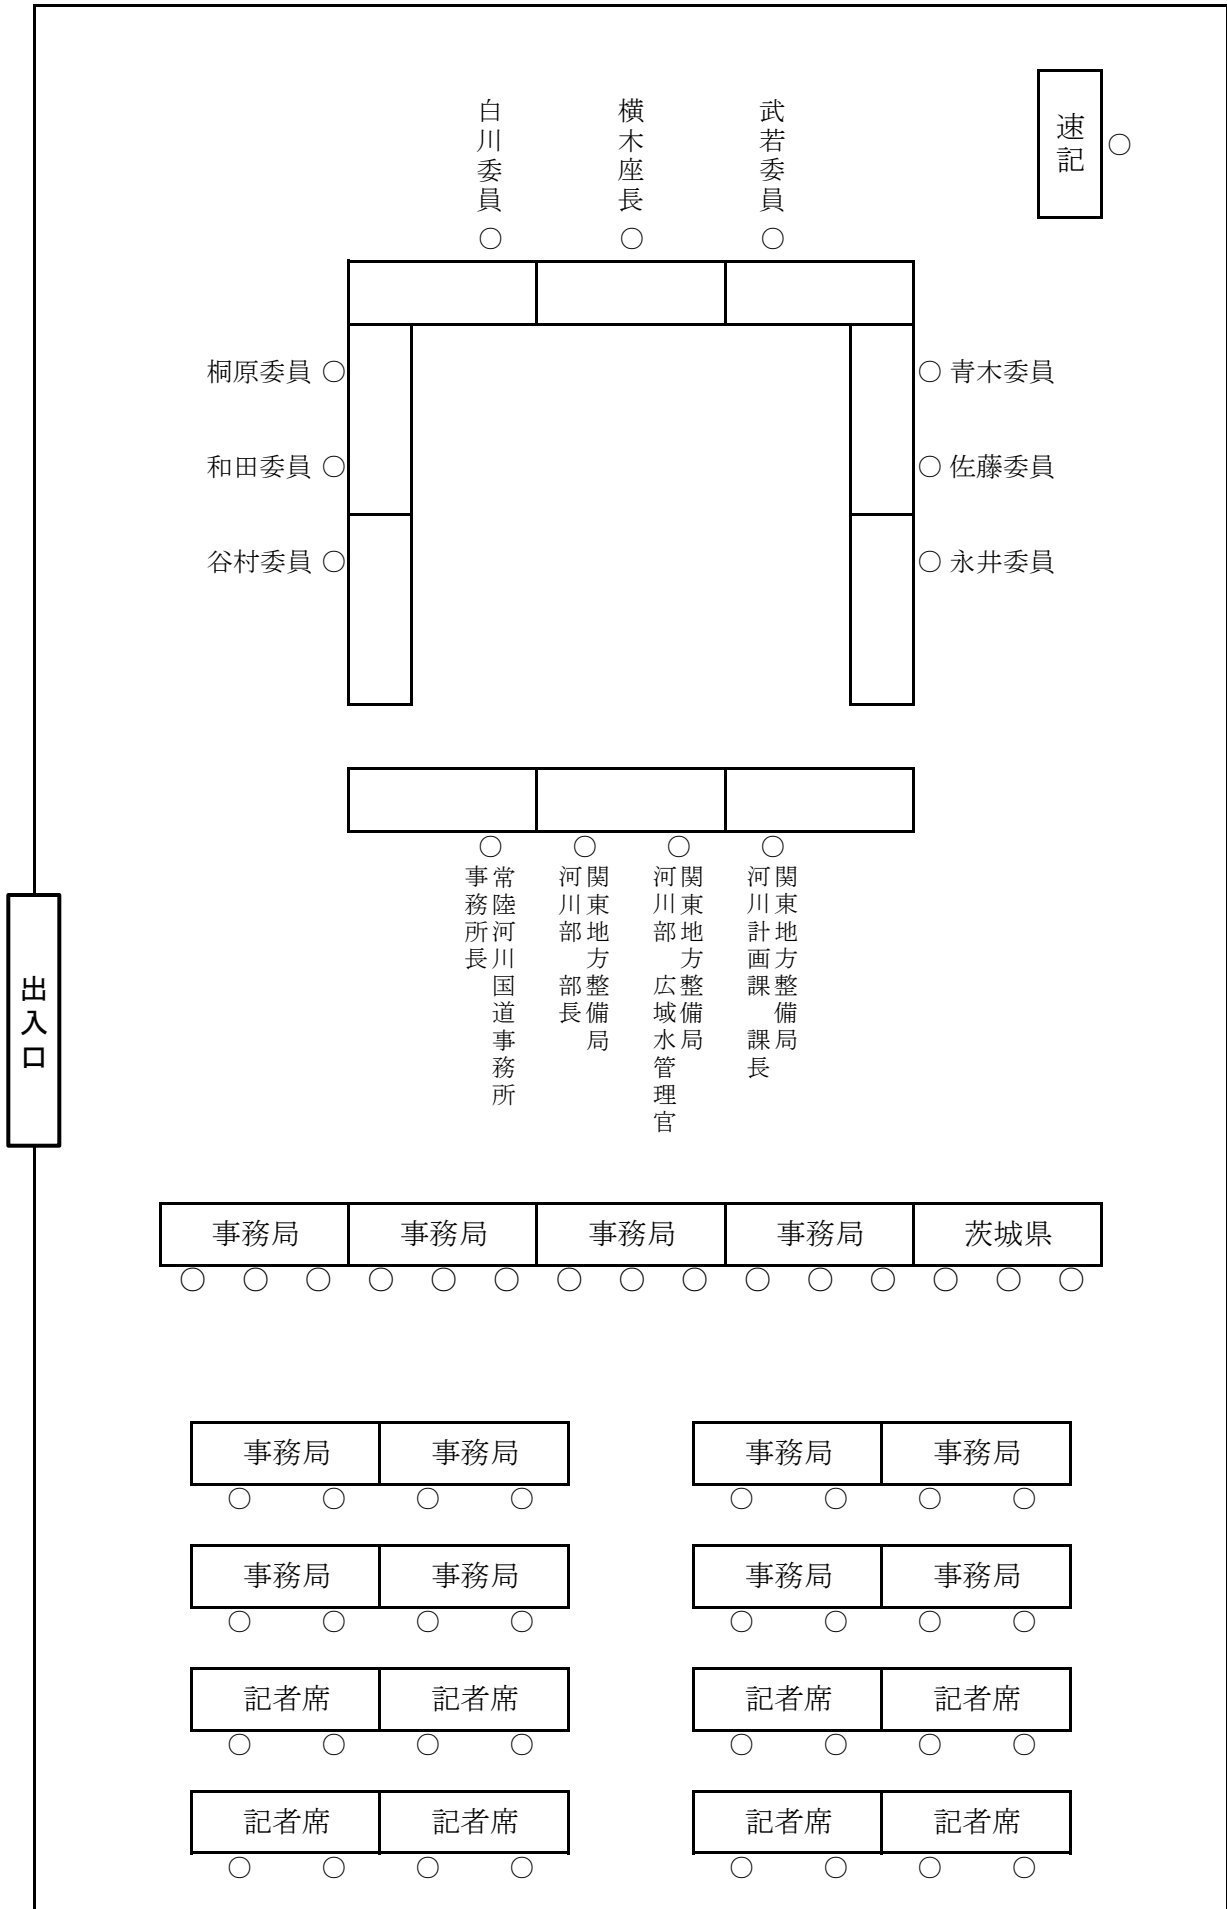 速記
白川委員
横木座長
武若委員
桐原委員
青木委員
和田委員
佐藤委員
谷村委員
永井委員
常陸河川国道事務所
事務所長
関東地方整備局
河川部 部長
関東地方整備局
河川部 広域水管理官
関東地方整備局
河川計画課 課長
出入口
事務局 事務局 事務局 事務局 茨城県
事務局 事務局 事務局 事務局
事務局 事務局 事務局 事務局
記者席 記者席 記者席 記者席
記者席 記者席 記者席 記者席